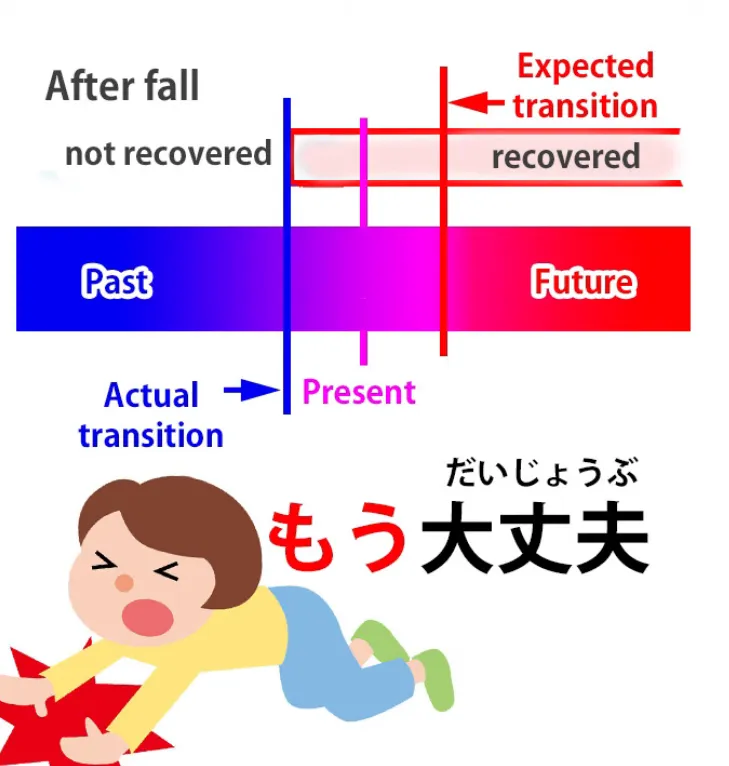 After fall
Expected
transition
not recovered
recovered
Past
Future
Actual
transition
Present
だいじょうぶ
もう大丈夫